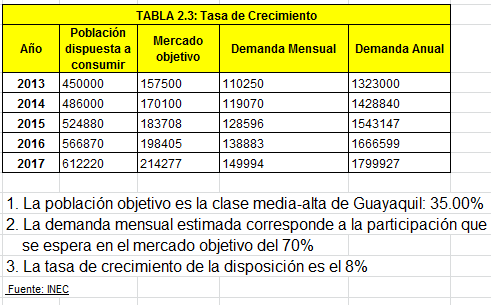 TABLA 2.3: Tasa de Crecimiento
Año Población dispuesta a consumir Mercado objetivo Demanda Mensual Demanda Anual
2013 450000 157500 110250 1323000
2014 486000 170100 119070 1428840
2015 524880 183708 128596 1543147
2016 566870 198405 138883 1666599
2017 612220 214277 149994 1799927
1. La población objetivo es la clase media-alta de Guayaquil: 35.00%
2. La demanda mensual estimada corresponde a la participación que
se espera en el mercado objetivo del 70%
3. La tasa de crecimiento de la disposición es el 8%
Fuente: INEC